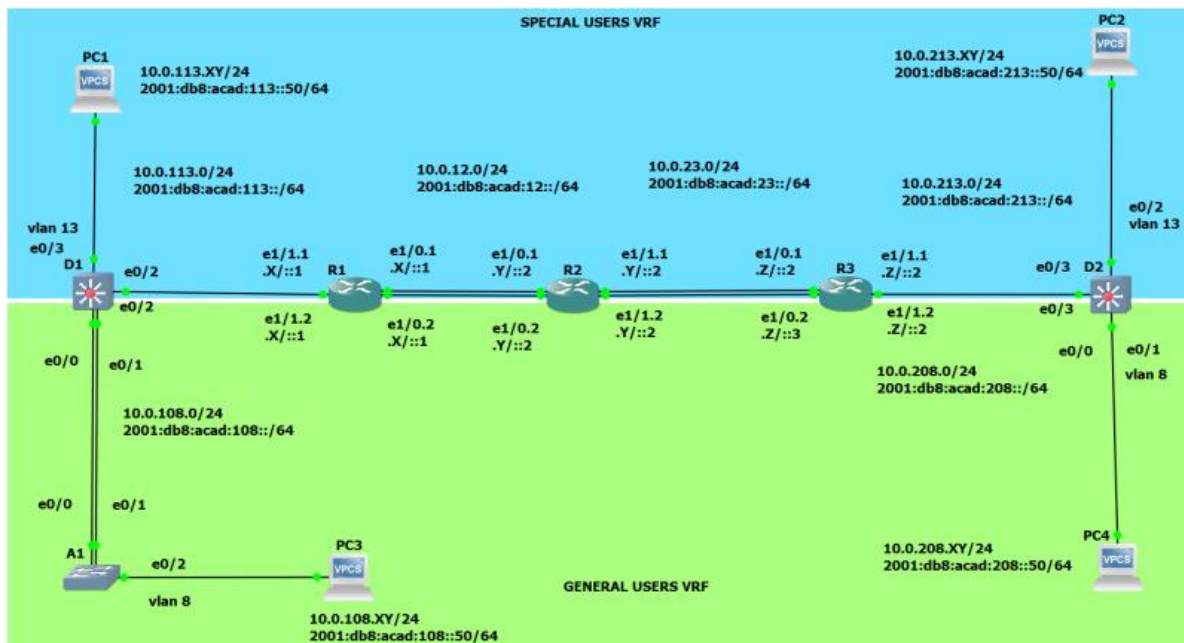 SPECIAL USERS VRF
PC1
10.0.113.XY/24
2001:db8:acad:113::50/64
VPCS
PC2
10.0.213.XY/24
2001:db8:acad:213::50/64
VPCS
10.0.113.0/24
2001:db8:acad:113::/64
10.0.12.0/24
2001:db8:acad:12::/64
10.0.23.0/24
2001:db8:acad:23::/64
10.0.213.0/24
2001:db8:acad:213::/64
vlan 13
e0/3
D1
e0/2
e0/2
e1/1.1
.X/::1
R1
e1/0.1
.X/::1
e1/0.1
.Y/::2
R2
e1/1.1
.Y/::2
e1/0.1
.Z/::2
R3
e1/1.1
.Z/::2
e0/3
e0/2
vlan 13
D2
e1/1.2
.X/::1
e1/0.2
.X/::1
e1/0.2
.Y/::2
e1/1.2
.Y/::2
e1/0.2
.Z/::3
e1/1.2
.Z/::2
e0/3
e0/0
e0/1
e0/0
e0/1
vlan 8
10.0.208.0/24
2001:db8:acad:208::/64
10.0.108.0/24
2001:db8:acad:108::/64
e0/0
e0/1
A1
e0/2
vlan 8
PC3
VPCS
10.0.108.XY/24
2001:db8:acad:108::50/64
GENERAL USERS VRF
PC4
10.0.208.XY/24
2001:db8:acad:208::50/64
VPCS